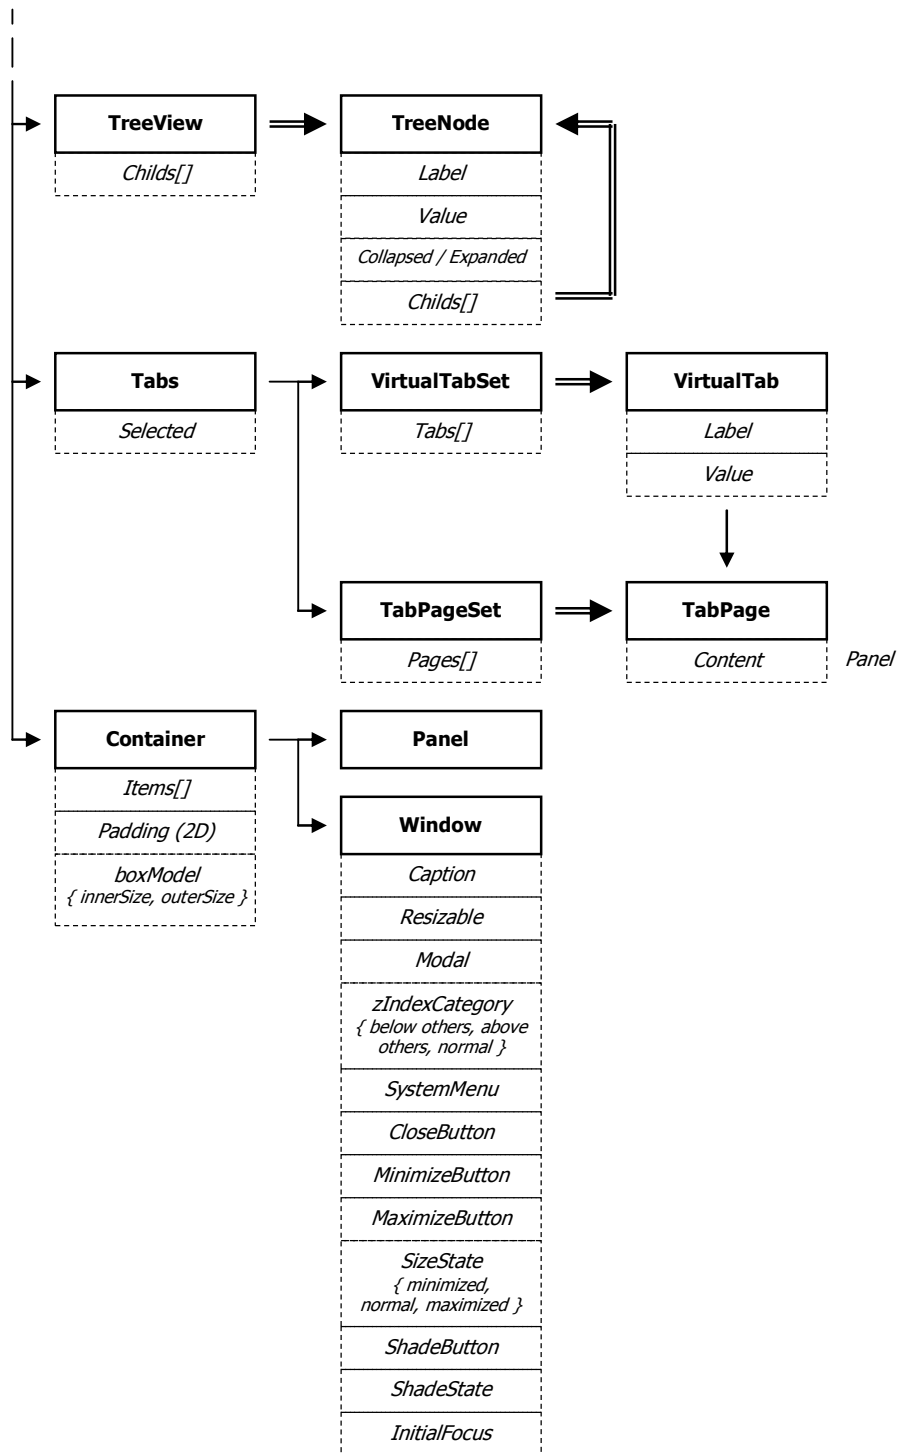 TreeView
Childs[]
TreeNode
Label
Value
Collapsed / Expanded
Childs[]
Tabs
Selected
VirtualTabSet
Tabs[]
VirtualTab
Label
Value
TabPageSet
Pages[]
TabPage
Content
Panel
Container
Items[]
Padding (2D)
boxModel
{ innerSize, outerSize }
Panel
Window
Caption
Resizable
Modal
zIndexCategory
{ below others, above
others, normal }
SystemMenu
CloseButton
MinimizeButton
MaximizeButton
SizeState
{ minimized,
normal, maximized }
ShadeButton
ShadeState
InitialFocus